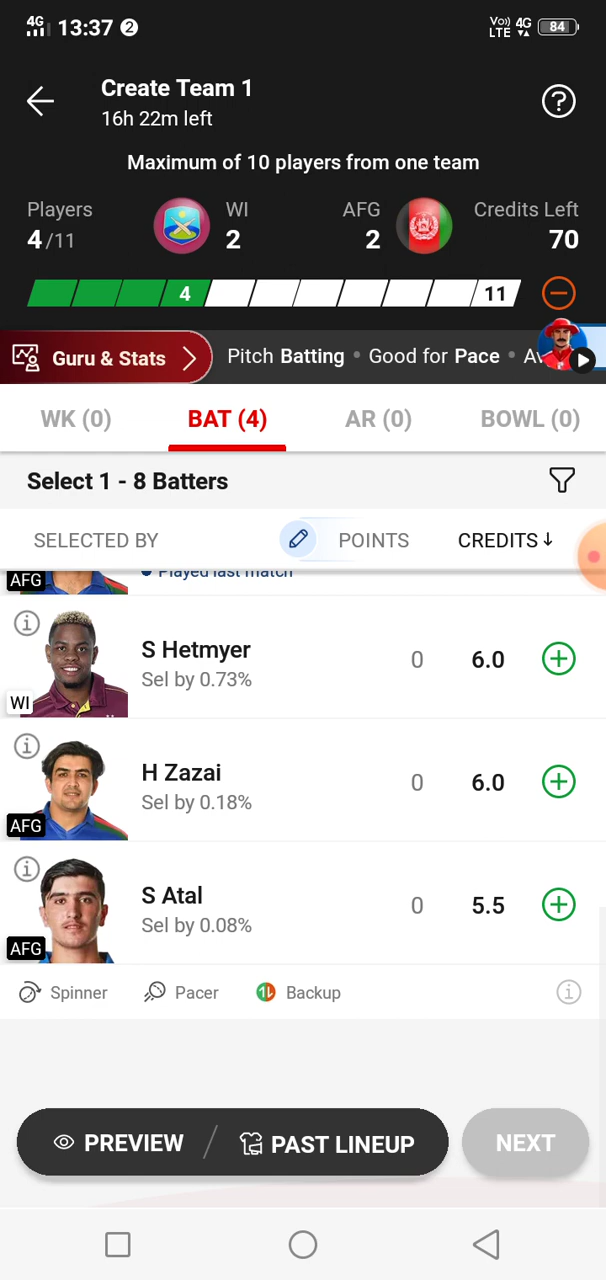 4G 13:37 2 Vo) LTE 4G 84
Create Team 1
16h 22m left
?
Maximum of 10 players from one team
Players WI AFG Credits Left
4/11 2 2 70
4 11
Guru & Stats Pitch Batting • Good for Pace • Av
WK (0) BAT (4) AR (0) BOWL (0)
Select 1 - 8 Batters
SELECTED BY POINTS CREDITS↓
AFG • Played last match
S Hetmyer 0 6.0
Sel by 0.73%
WI
H Zazai 0 6.0
Sel by 0.18%
AFG
S Atal 0 5.5
Sel by 0.08%
AFG
Spinner Pacer Backup
PREVIEW / PAST LINEUP NEXT